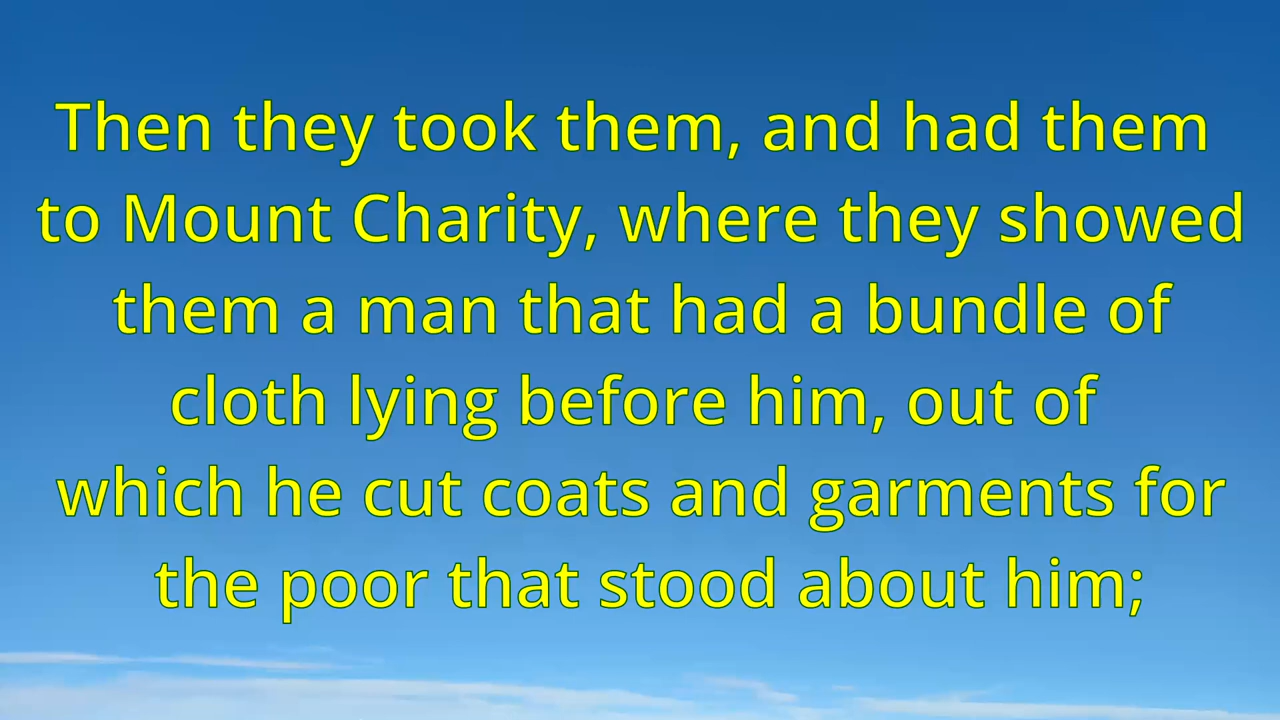 Then they took them, and had them
to Mount Charity, where they showed
them a man that had a bundle of
cloth lying before him, out of
which he cut coats and garments for
the poor that stood about him;